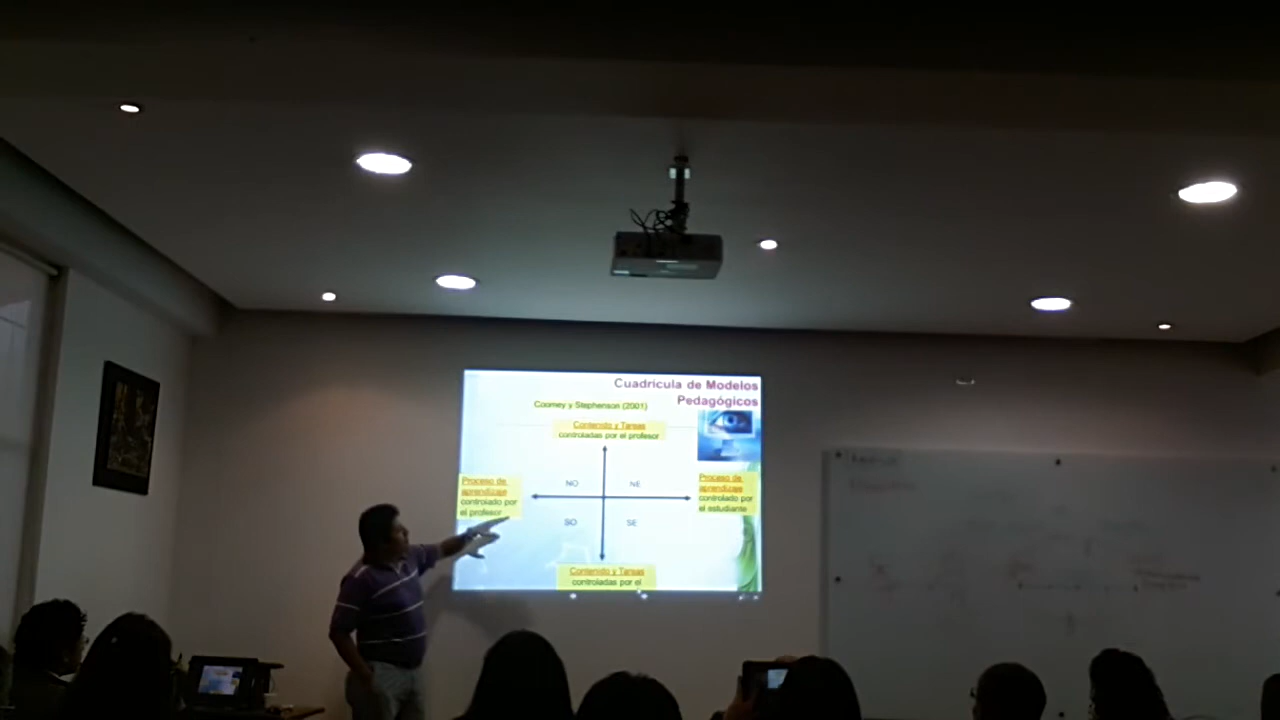 Cuadrícula de Modelos
Pedagógicos
Coomey y Stephenson (2001)
Contenido y Tareas
controladas por el profesor
Proceso de
aprendizaje
controlado por
el profesor
NO
NE
Proceso de
aprendizaje
controlado por
el estudiante
SO
SE
Contenido y Tareas
controladas por el